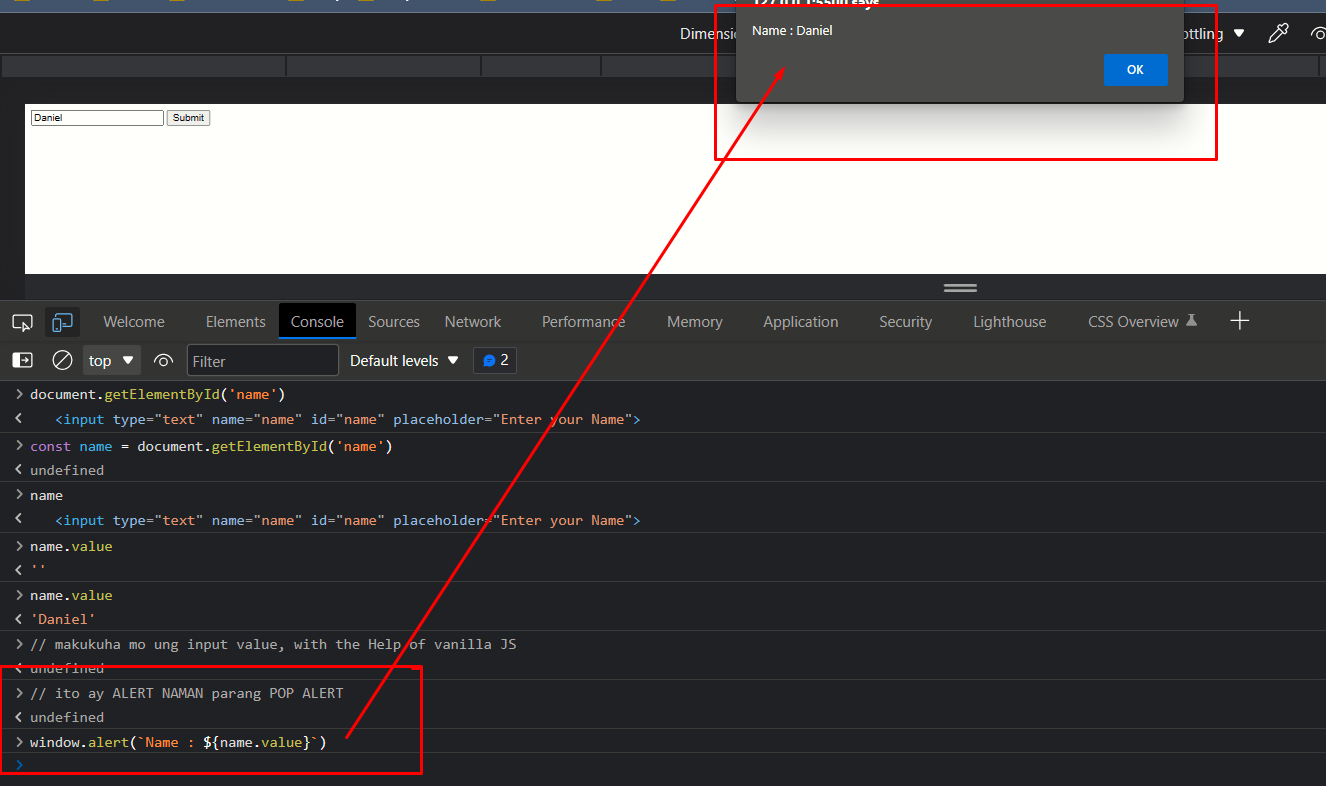 127.0.0.1:5500 says
Name : Daniel
OK
Daniel Submit
Welcome Elements Console Sources Network Performance Memory Application Security Lighthouse CSS Overview
top Filter Default levels 2
> document.getElementById('name')
< <input type="text" name="name" id="name" placeholder="Enter your Name">
> const name = document.getElementById('name')
< undefined
> name
< <input type="text" name="name" id="name" placeholder="Enter your Name">
> name.value
< ''
> name.value
< 'Daniel'
> // makukuha mo ung input value, with the Help of vanilla JS
< undefined
> // ito ay ALERT NAMAN parang POP ALERT
< undefined
> window.alert(`Name : ${name.value}`)
>